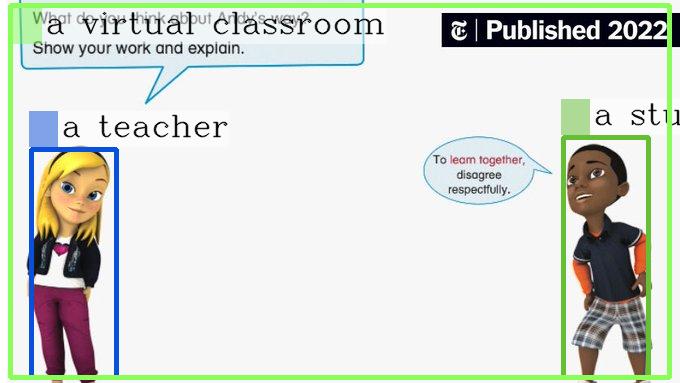 What do you think about Andy's way?
a virtual classroom
Show your work and explain.
Published 2022
a teacher
a stu
To learn together,
disagree
respectfully.